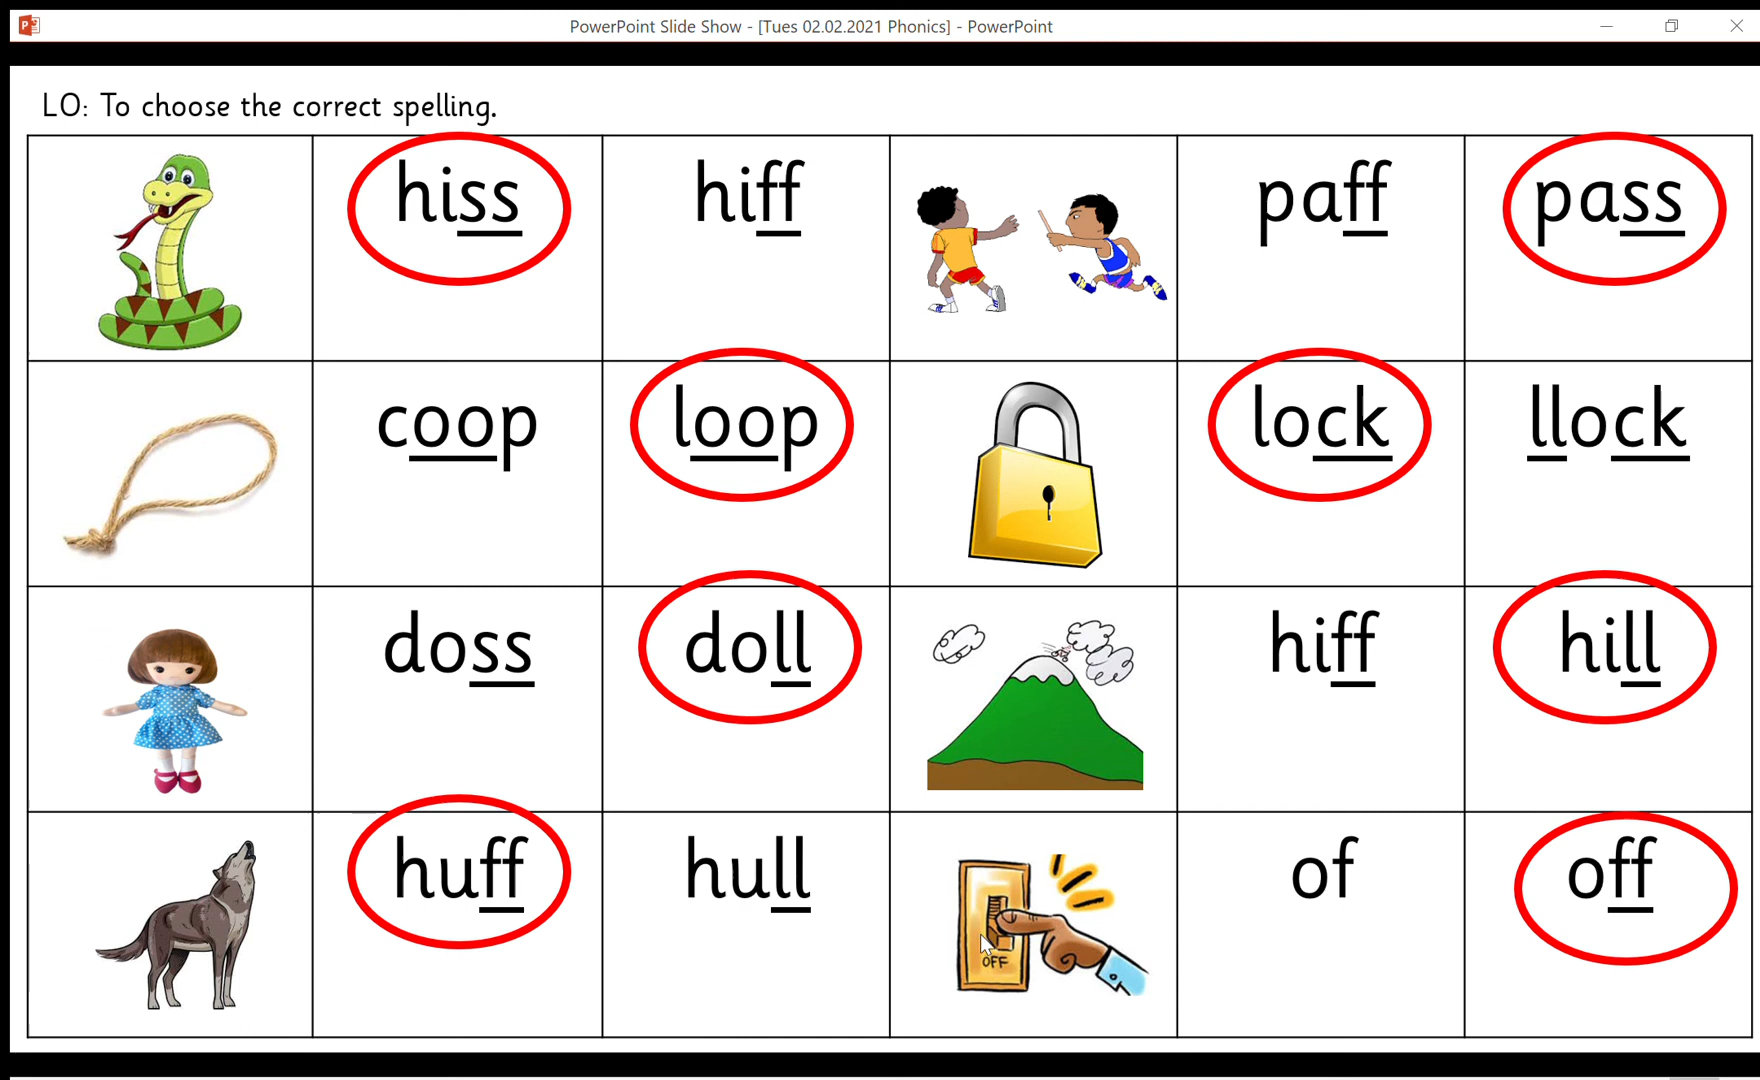 PowerPoint Slide Show - [Tues 02.02.2021 Phonics] - PowerPoint
LO: To choose the correct spelling.
hiss hiff paff pass
coop loop lock llock
doss doll hiff hill
huff hull of off
OFF